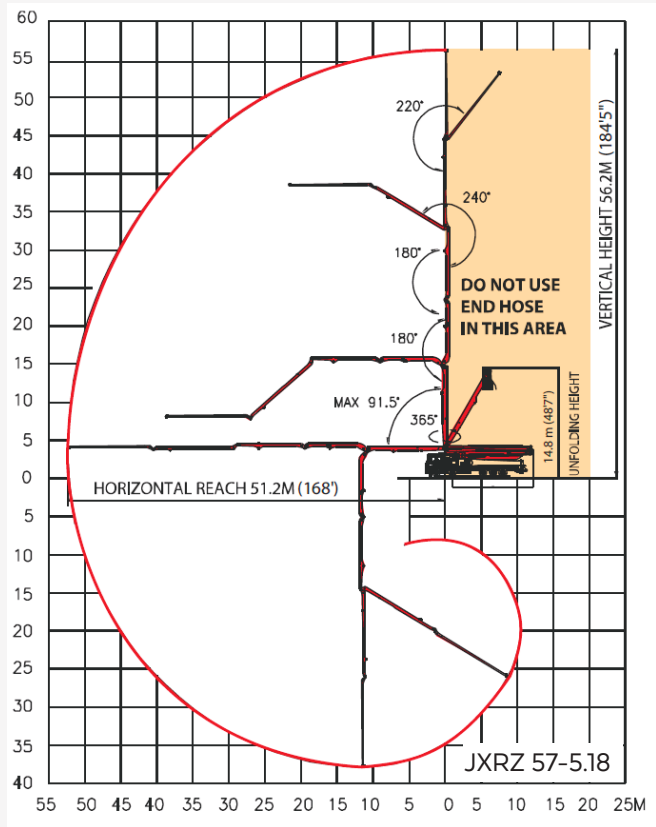 60
55
50
45
40
35
30
25
20
15
10
5
0
5
10
15
20
25
30
35
40
220°
240°
180°
180°
MAX 91.5°
365°
DO NOT USE
END HOSE
IN THIS AREA
VERTICAL HEIGHT 56.2M (184'5")
14.8 m (48'7")
UNFOLDING HEIGHT
HORIZONTAL REACH 51.2M (168')
JXRZ 57-5.18
55 50 45 40 35 30 25 20 15 10 5 0 5 10 15 20 25M